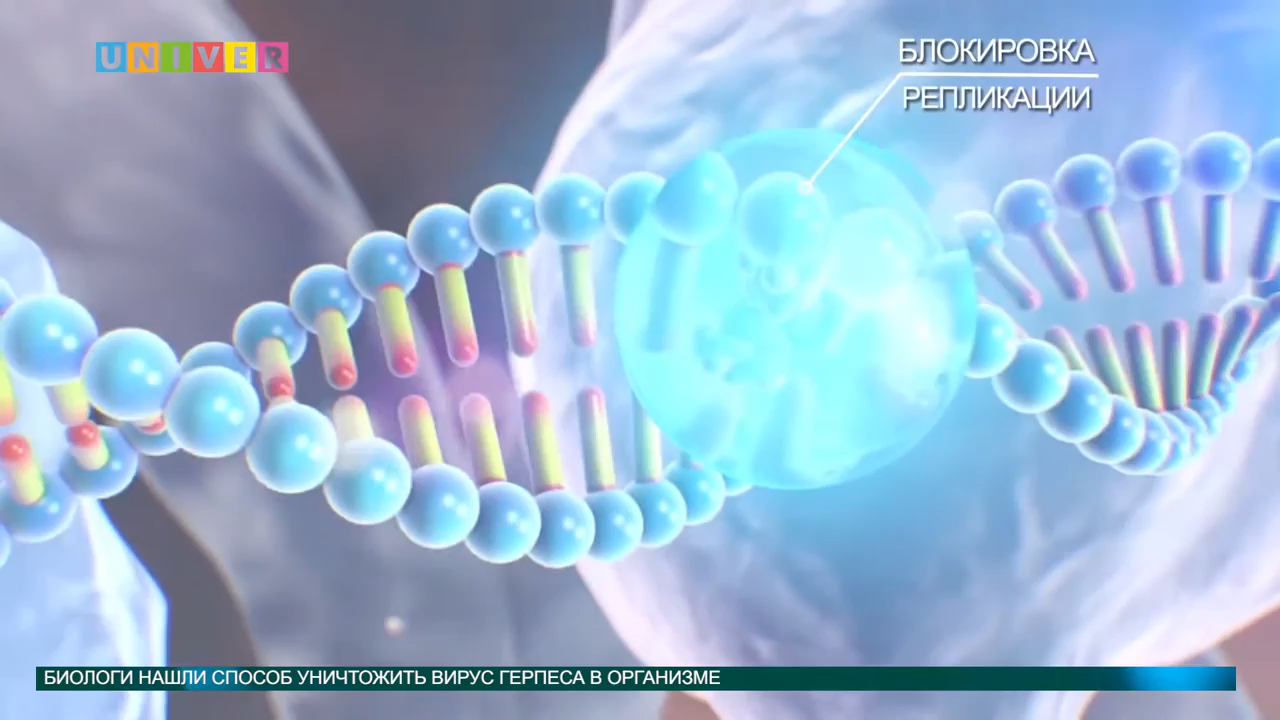 UNIVER
БЛОКИРОВКА
РЕПЛИКАЦИИ
БИОЛОГИ НАШЛИ СПОСОБ УНИЧТОЖИТЬ ВИРУС ГЕРПЕСА В ОРГАНИЗМЕ